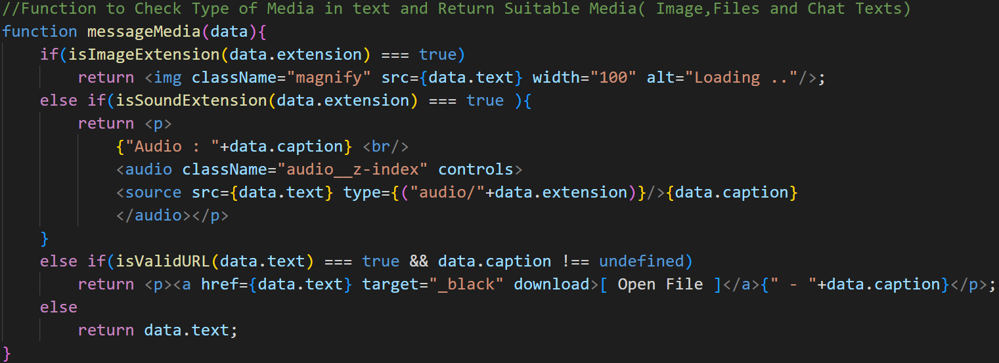 //Function to Check Type of Media in text and Return Suitable Media( Image,Files and Chat Texts)
function messageMedia(data){
    if(isImageExtension(data.extension) === true)
        return <img className="magnify" src={data.text} width="100" alt="Loading .."/>;
    else if(isSoundExtension(data.extension) === true ){
        return <p>
            {"Audio : "+data.caption} <br/>
            <audio className="audio__z-index" controls>
            <source src={data.text} type={("audio/"+data.extension)}/>{data.caption}
            </audio></p>
    }
    else if(isValidURL(data.text) === true && data.caption !== undefined)
        return <p><a href={data.text} target="_black" download>[ Open File ]</a>{" - "+data.caption}</p>;
    else
        return data.text;
}